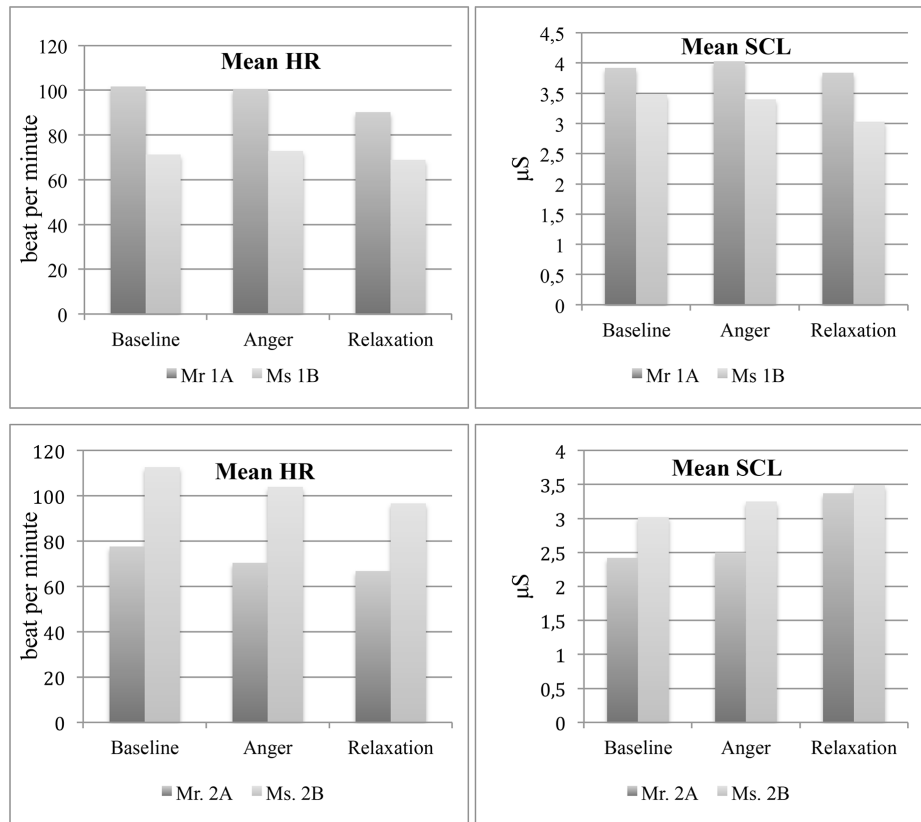 Mean HR
120
100
80
60
40
20
0
beat per minute
Baseline Anger Relaxation
Mr 1A Ms 1B
Mean SCL
4,5
4
3,5
3
2,5
2
1,5
1
0,5
0
µS
Baseline Anger Relaxation
Mr 1A Ms 1B
Mean HR
120
100
80
60
40
20
0
beat per minute
Baseline Anger Relaxation
Mr. 2A Ms. 2B
Mean SCL
4
3,5
3
2,5
2
1,5
1
0,5
0
µS
Baseline Anger Relaxation
Mr. 2A Ms. 2B